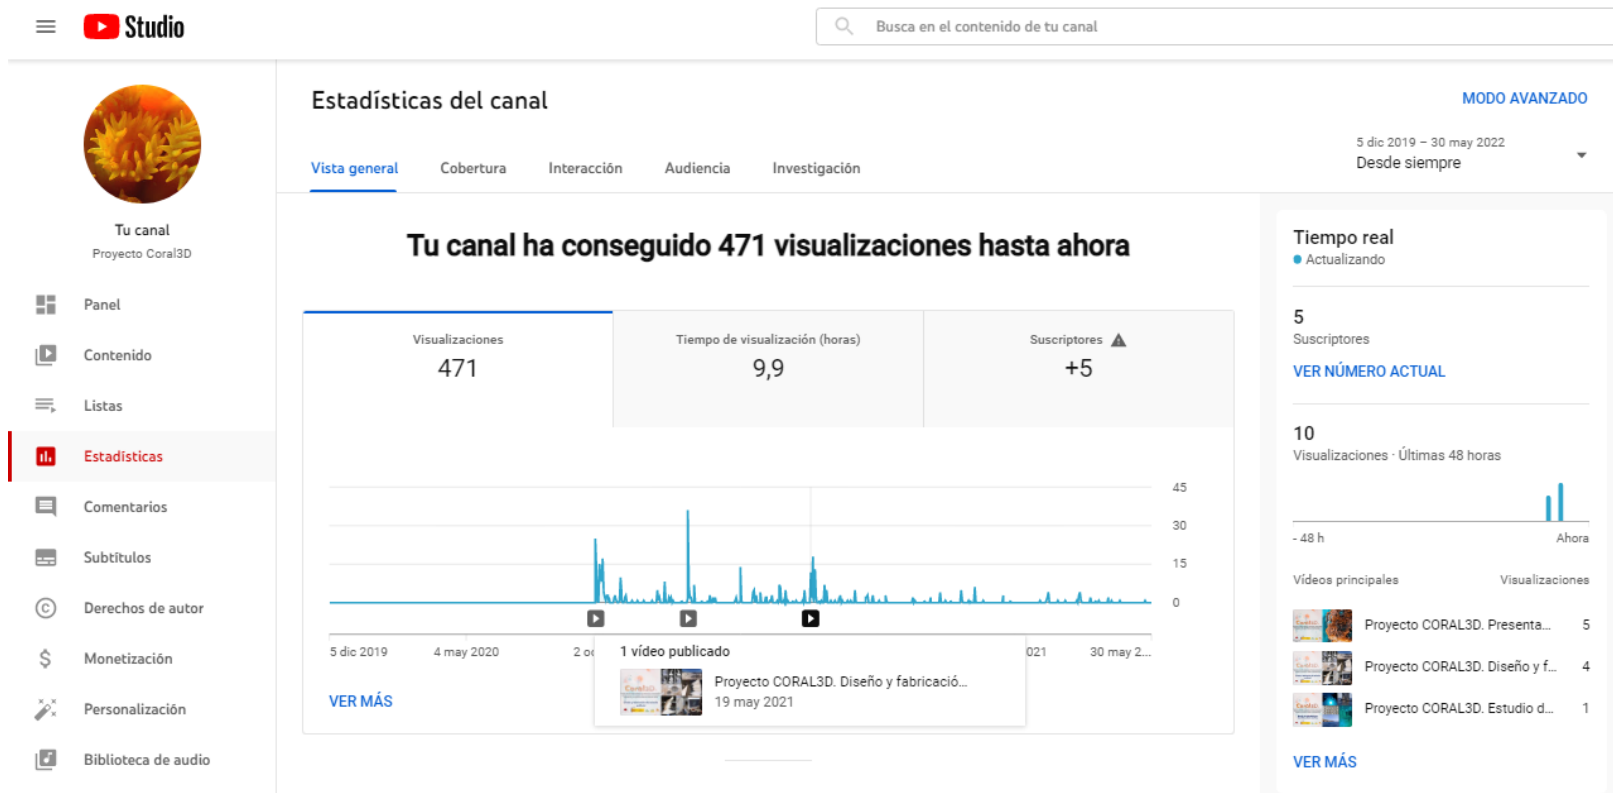 Studio
Busca en el contenido de tu canal
Tu canal
Proyecto Coral3D
Panel
Contenido
Listas
Estadísticas
Comentarios
Subtítulos
Derechos de autor
Monetización
Personalización
Biblioteca de audio
Estadísticas del canal
MODO AVANZADO
5 dic 2019 – 30 may 2022
Desde siempre
Vista general
Cobertura
Interacción
Audiencia
Investigación
Tu canal ha conseguido 471 visualizaciones hasta ahora
Visualizaciones
471
Tiempo de visualización (horas)
9,9
Suscriptores
+5
45
30
15
0
5 dic 2019
4 may 2020
2 oc
021
30 may 2...
1 vídeo publicado
Proyecto CORAL3D. Diseño y fabricació...
19 may 2021
VER MÁS
Tiempo real
Actualizando
5
Suscriptores
VER NÚMERO ACTUAL
10
Visualizaciones · Últimas 48 horas
- 48 h
Ahora
Vídeos principales
Visualizaciones
Proyecto CORAL3D. Presenta...
5
Proyecto CORAL3D. Diseño y f...
4
Proyecto CORAL3D. Estudio d...
1
VER MÁS